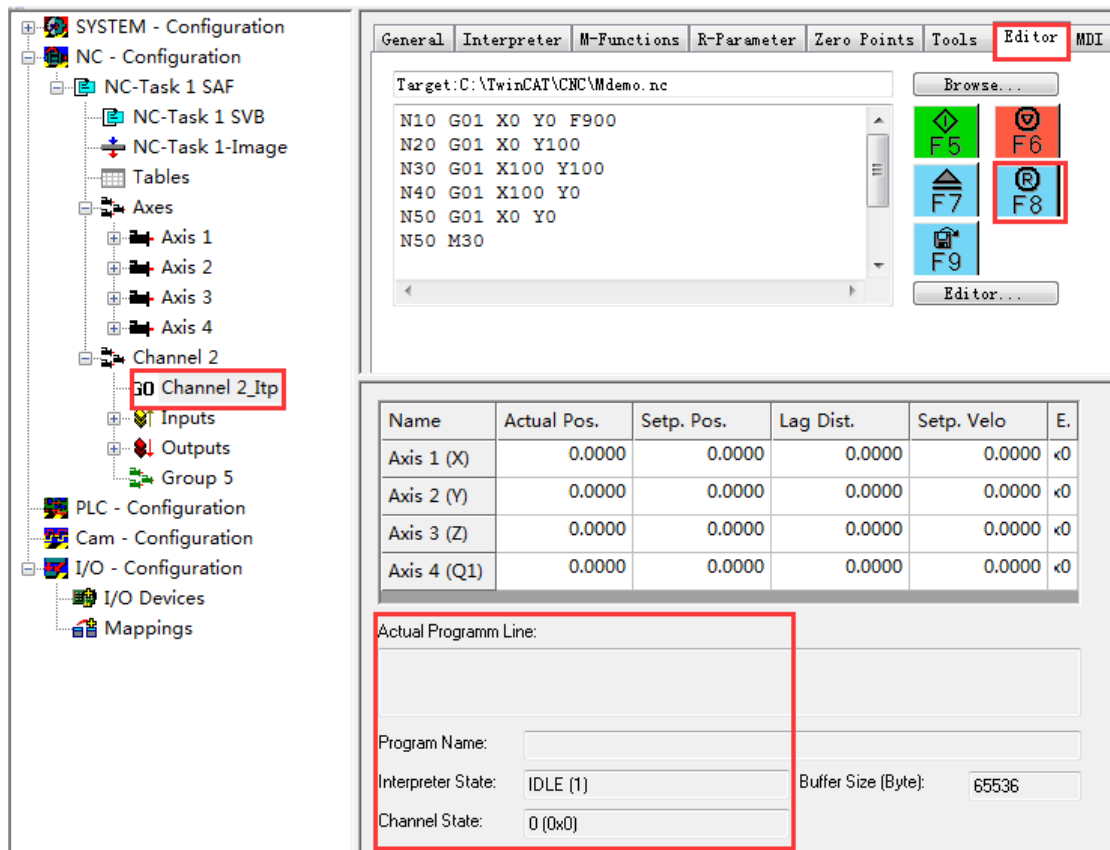 SYSTEM - Configuration
NC - Configuration
NC-Task 1 SAF
NC-Task 1 SVB
NC-Task 1-Image
Tables
Axes
Axis 1
Axis 2
Axis 3
Axis 4
Channel 2
Channel 2_Itp
Inputs
Outputs
Group 5
PLC - Configuration
Cam - Configuration
I/O - Configuration
I/O Devices
Mappings
General Interpreter M-Functions R-Parameter Zero Points Tools Editor MDI
Target:C:\TwinCAT\CNC\Mdemo.nc Browse...
N10 G01 X0 Y0 F900
N20 G01 X0 Y100
N30 G01 X100 Y100
N40 G01 X100 Y0
N50 G01 X0 Y0
N50 M30
F5 F6
F7 R F8
F9
Editor...
Name Actual Pos. Setp. Pos. Lag Dist. Setp. Velo E.
Axis 1 (X) 0.0000 0.0000 0.0000 0.0000 x0
Axis 2 (Y) 0.0000 0.0000 0.0000 0.0000 x0
Axis 3 (Z) 0.0000 0.0000 0.0000 0.0000 x0
Axis 4 (Q1) 0.0000 0.0000 0.0000 0.0000 x0
Actual Programm Line:
Program Name:
Interpreter State: IDLE (1) Buffer Size (Byte): 65536
Channel State: 0 (0x0)